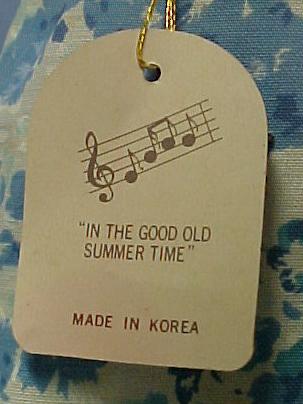 "IN THE GOOD OLD
SUMMER TIME"
MADE IN KOREA